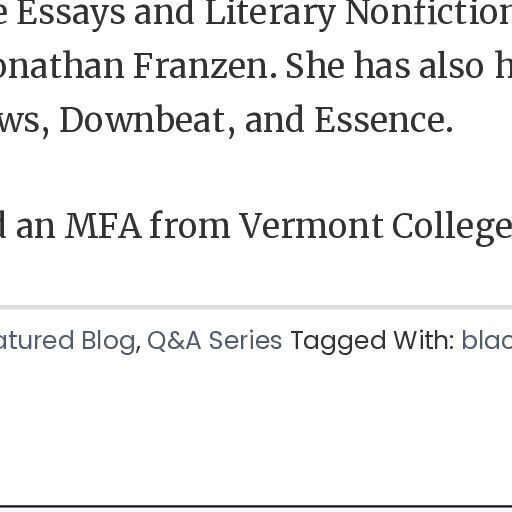 e Essays and Literary Nonfiction
onathan Franzen. She has also h
ws, Downbeat, and Essence.
d an MFA from Vermont College
atured Blog, Q&A Series Tagged With: blac